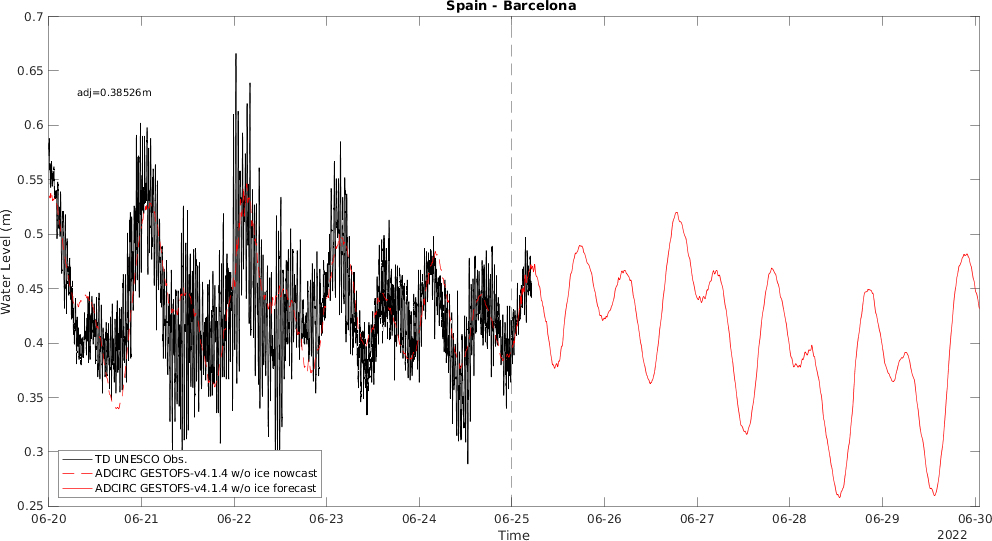 Spain - Barcelona
0.7
0.65
adj=0.38526m
0.6
0.55
0.5
0.45
0.4
0.35
0.3
0.25
Water Level (m)
TD UNESCO Obs.
ADCIRC GESTOFS-v4.1.4 w/o ice nowcast
ADCIRC GESTOFS-v4.1.4 w/o ice forecast
06-20 06-21 06-22 06-23 06-24 06-25 06-26 06-27 06-28 06-29 06-30
Time
2022